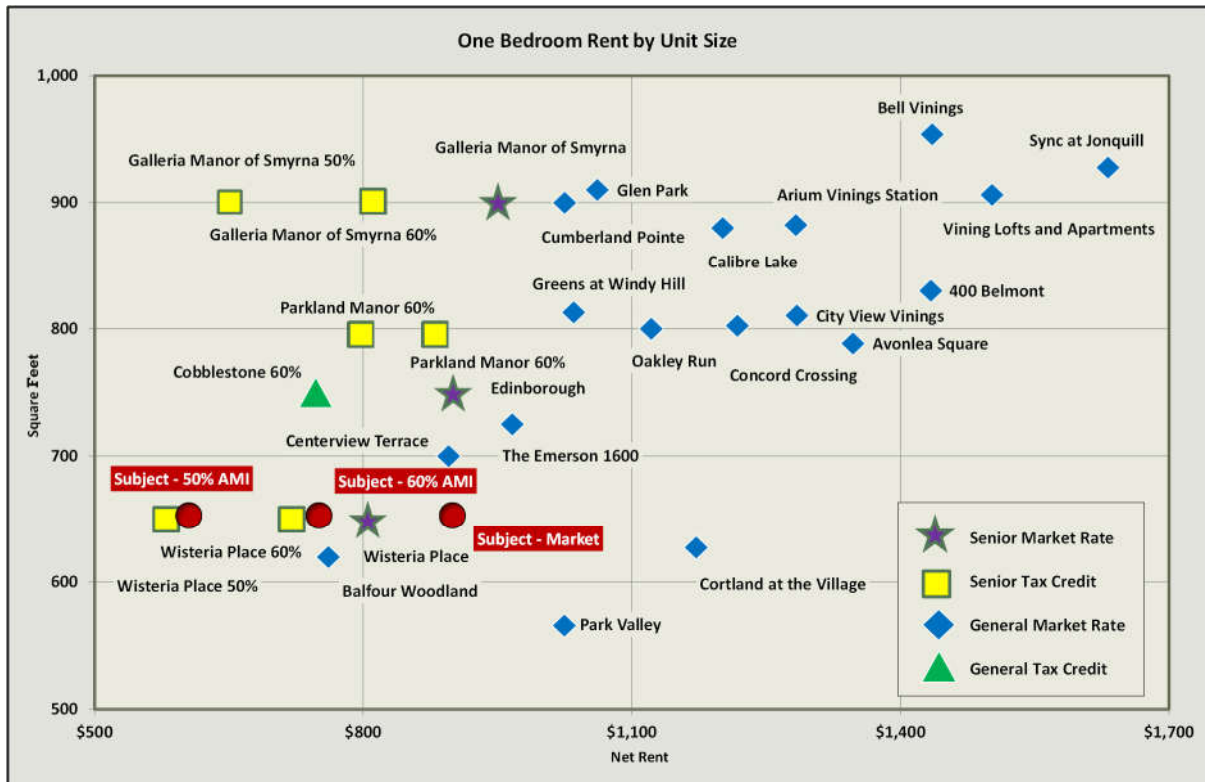 One Bedroom Rent by Unit Size
1,000
Bell Vinings
Sync at Jonquill
Galleria Manor of Smyrna
Galleria Manor of Smyrna 50%
Glen Park
Arium Vinings Station
900
Vining Lofts and Apartments
Galleria Manor of Smyrna 60%
Cumberland Pointe
Calibre Lake
Greens at Windy Hill
400 Belmont
Parkland Manor 60%
City View Vinings
800
Avonlea Square
Parkland Manor 60%
Oakley Run
Concord Crossing
Cobblestone 60%
Edinborough
Square Feet
Centerview Terrace
The Emerson 1600
700
Subject - 50% AMI
Subject - 60% AMI
Subject - Market
Wisteria Place 60%
Wisteria Place
Wisteria Place 50%
Balfour Woodland
Cortland at the Village
600
Park Valley
Senior Market Rate
Senior Tax Credit
General Market Rate
General Tax Credit
500
$500
$800
$1,100
$1,400
$1,700
Net Rent